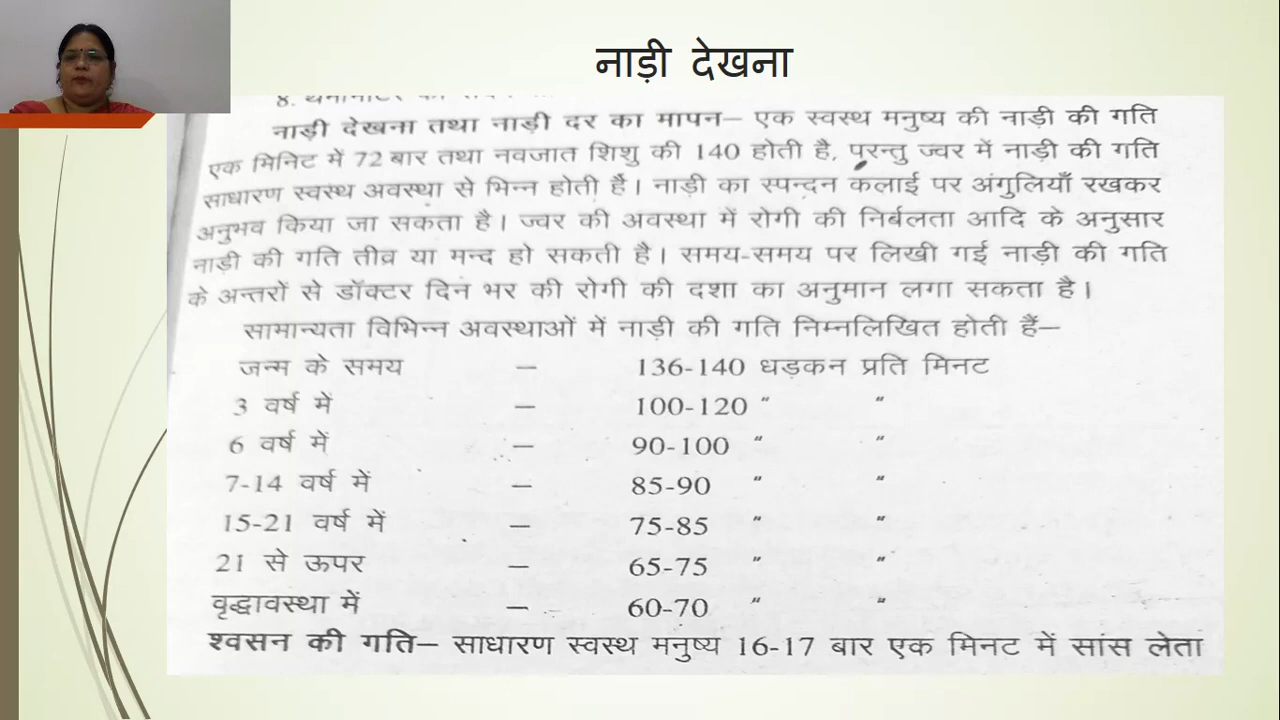 नाड़ी देखना
8.
नाड़ी देखना तथा नाड़ी दर का मापन– एक स्वस्थ मनुष्य की नाड़ी की गति
एक मिनिट में 72 बार तथा नवजात शिशु की 140 होती है, परन्तु ज्वर में नाड़ी की गति
साधारण स्वस्थ अवस्था से भिन्न होती है। नाड़ी का स्पन्दन कलाई पर अंगुलियाँ रखकर
अनुभव किया जा सकता है। ज्वर की अवस्था में रोगी की निर्बलता आदि के अनुसार
नाड़ी की गति तीव्र या मन्द हो सकती है। समय-समय पर लिखी गई नाड़ी की गति
के अन्तरों से डॉक्टर दिन भर की रोगी की दशा का अनुमान लगा सकता है।
सामान्यता विभिन्न अवस्थाओं में नाड़ी की गति निम्नलिखित होती हैं–
जन्म के समय – 136-140 धड़कन प्रति मिनट
3 वर्ष में – 100-120 " "
6 वर्ष में – 90-100 " "
7-14 वर्ष में – 85-90 " "
15-21 वर्ष में – 75-85 " "
21 से ऊपर – 65-75 " "
वृद्धावस्था में – 60-70 " "
श्वसन की गति– साधारण स्वस्थ मनुष्य 16-17 बार एक मिनट में सांस लेता